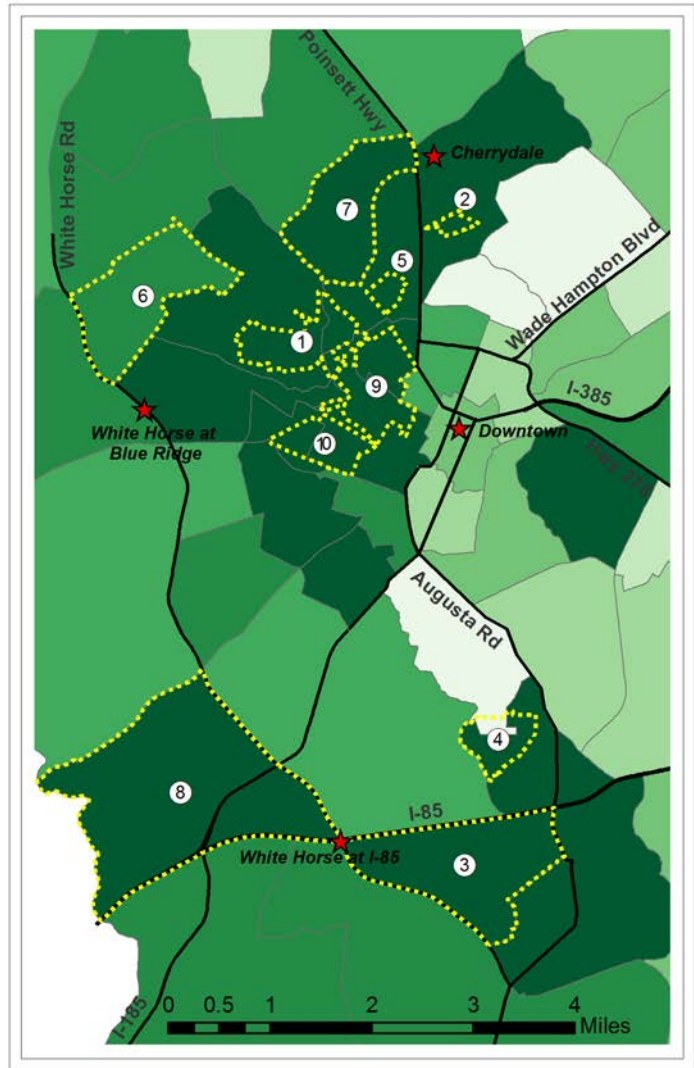 Poinsett Hwy
White Horse Rd
Cherrydale
2
7
5
Wade Hampton Blvd
6
1
I-385
9
White Horse at
Blue Ridge
Downtown
10
Hwy 276
Augusta Rd
4
8
I-85
White Horse at I-85
3
I-185
0 0.5 1 2 3 4
Miles